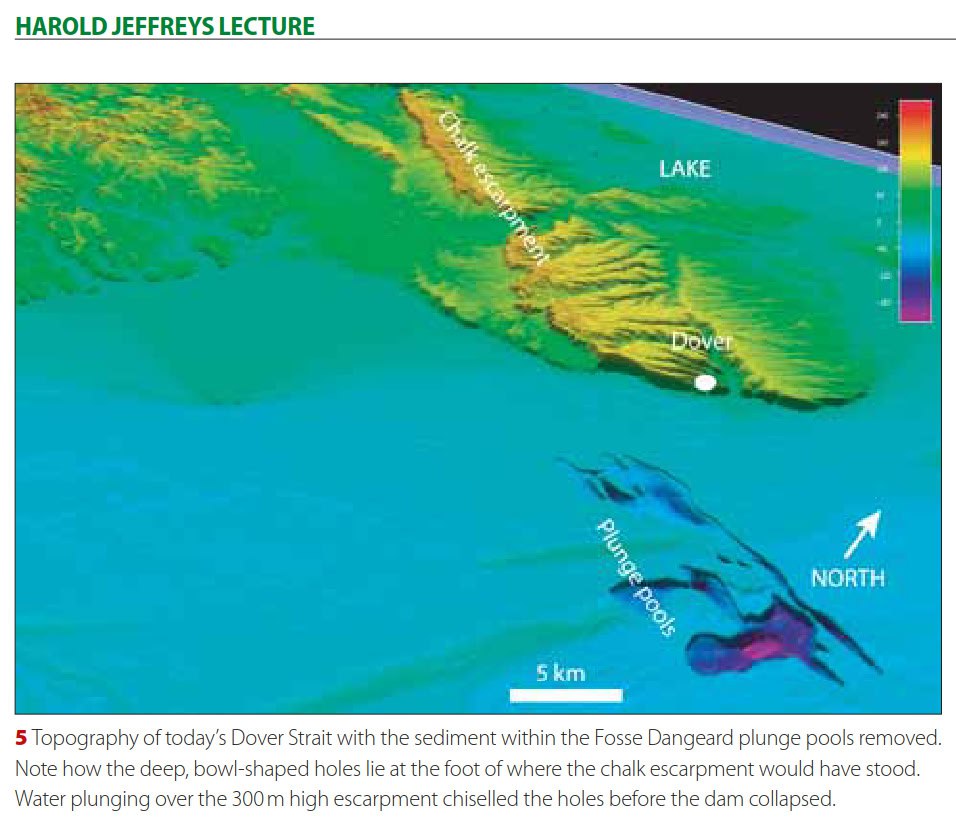 HAROLD JEFFREYS LECTURE
Chalk escarpment
LAKE
Dover
Plunge pools
NORTH
5 km
5 Topography of today’s Dover Strait with the sediment within the Fosse Dangeard plunge pools removed.
Note how the deep, bowl-shaped holes lie at the foot of where the chalk escarpment would have stood.
Water plunging over the 300 m high escarpment chiselled the holes before the dam collapsed.